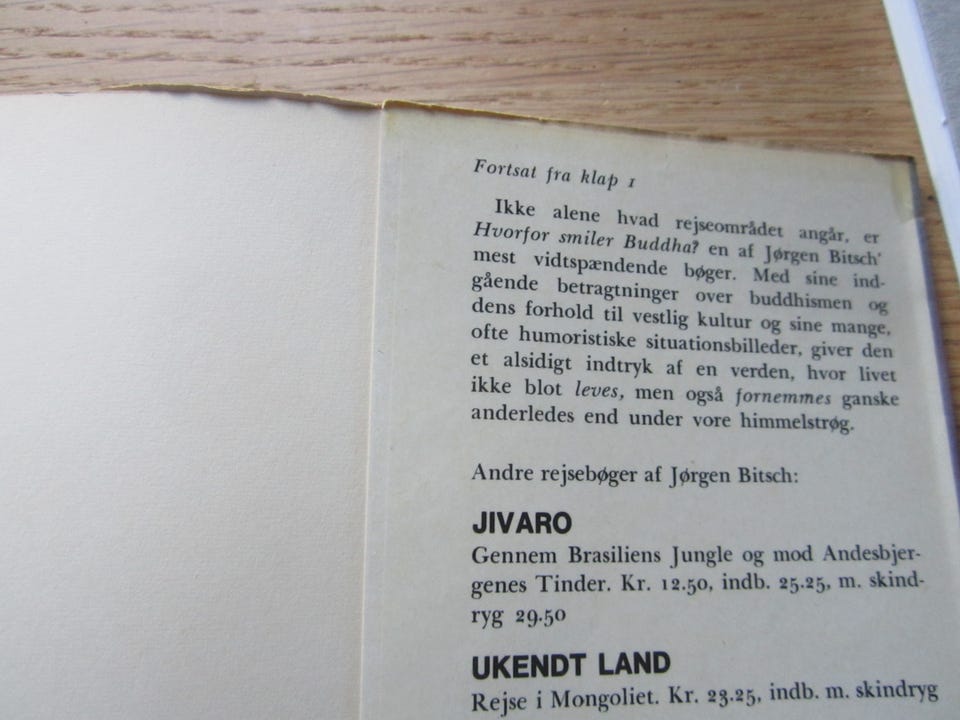 Fortsat fra klap 1
Ikke alene hvad rejseområdet angår, er
Hvorfor smiler Buddha? en af Jørgen Bitsch'
mest vidtspændende bøger. Med sine ind-
gående betragtninger over buddhismen og
dens forhold til vestlig kultur og sine mange,
ofte humoristiske situationsbilleder, giver den
et alsidigt indtryk af en verden, hvor livet
ikke blot leves, men også fornemmes ganske
anderledes end under vore himmelstrøg.
Andre rejsebøger af Jørgen Bitsch:
JIVARO
Gennem Brasiliens Jungle og mod Andesbjer-
genes Tinder. Kr. 12.50, indb. 25.25, m. skind-
ryg 29.50
UKENDT LAND
Rejse i Mongoliet. Kr. 23.25, indb. m. skindryg